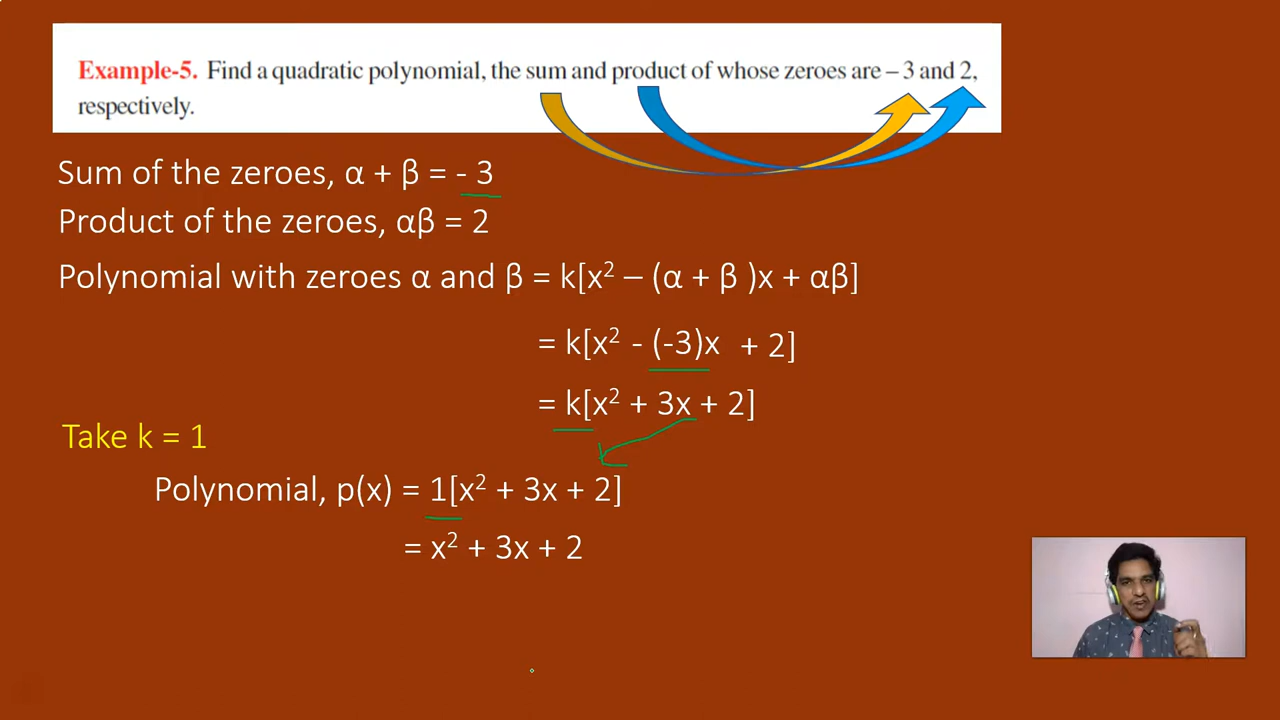 Example-5. Find a quadratic polynomial, the sum and product of whose zeroes are – 3 and 2,
respectively.
Sum of the zeroes, α + β = - 3
Product of the zeroes, αβ = 2
Polynomial with zeroes α and β = k[x² – (α + β )x + αβ]
= k[x² - (-3)x + 2]
= k[x² + 3x + 2]
Take k = 1
Polynomial, p(x) = 1[x² + 3x + 2]
= x² + 3x + 2